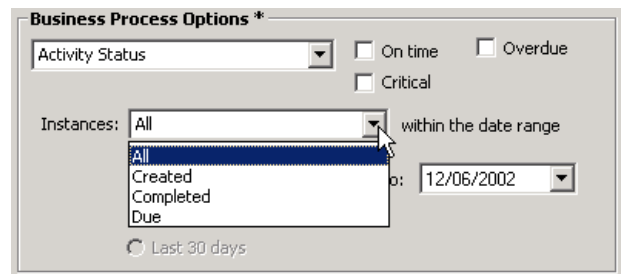 Business Process Options *
Activity Status On time Overdue
Critical
Instances: All within the date range
All
Created o: 12/06/2002
Completed
Due
Last 30 days